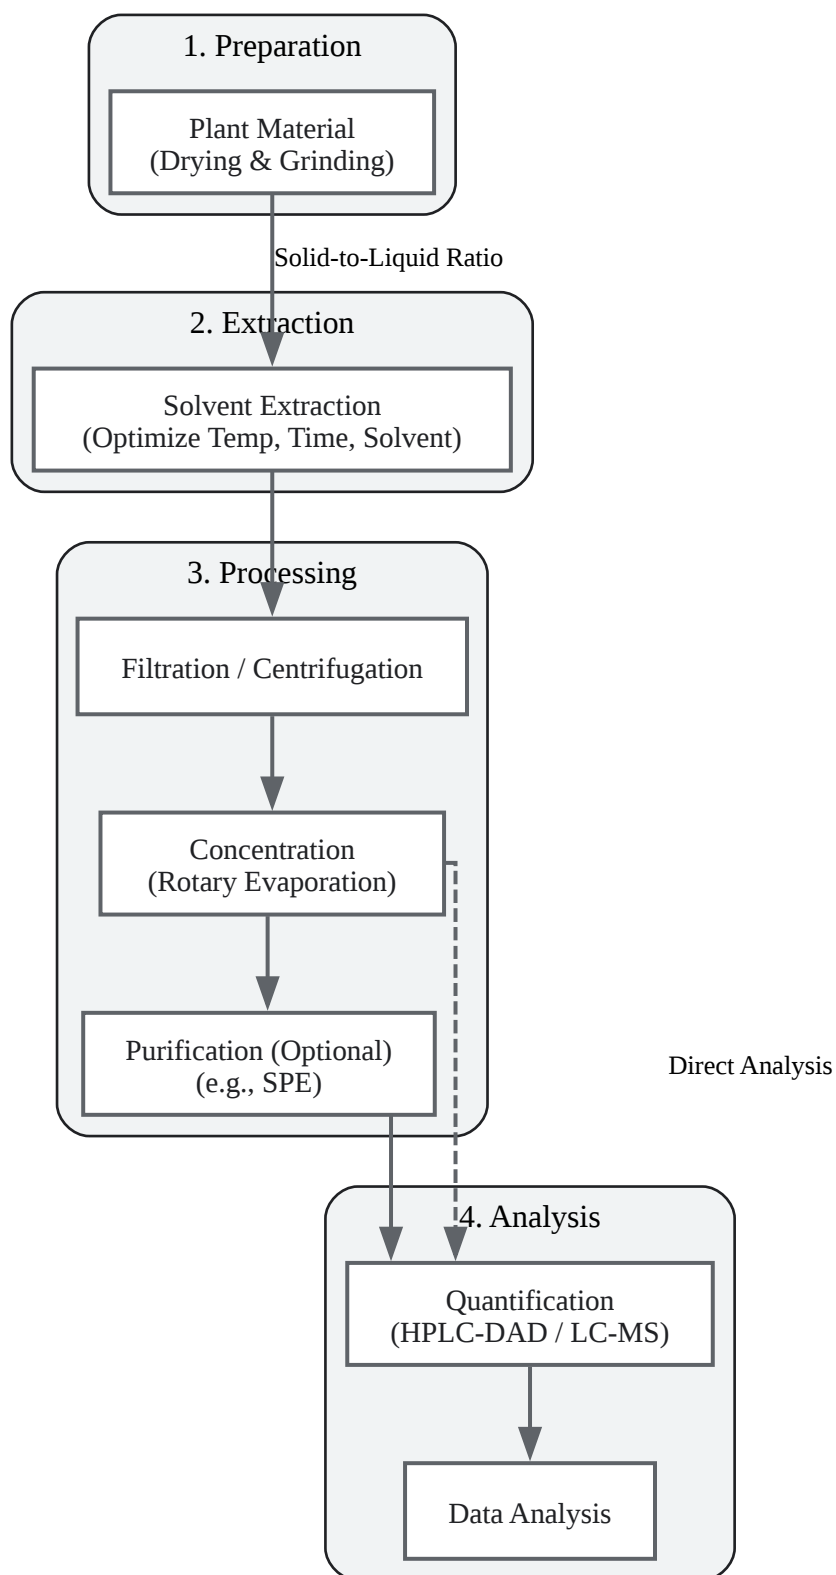 1. Preparation
Plant Material
(Drying & Grinding)
Solid-to-Liquid Ratio
2. Extraction
Solvent Extraction
(Optimize Temp, Time, Solvent)
3. Processing
Filtration / Centrifugation
Concentration
(Rotary Evaporation)
Purification (Optional)
(e.g., SPE)
Direct Analysis
4. Analysis
Quantification
(HPLC-DAD / LC-MS)
Data Analysis